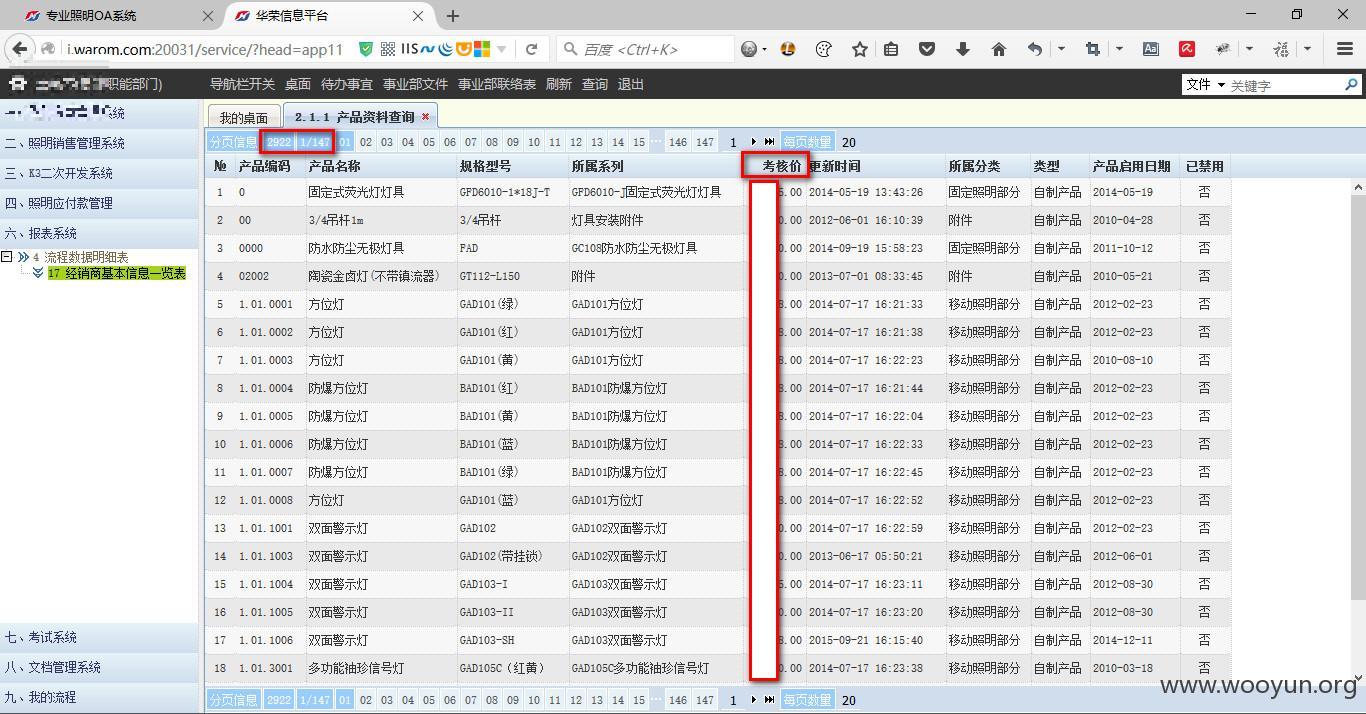 专业照明OA系统 华荣信息平台
i.warom.com:20031/service/?head=app11 IIS 百度 <Ctrl+K>
职能部门) 导航栏开关 桌面 待办事宜 事业部文件 事业部联络表 刷新 查询 退出 文件 关键字
系统
二、照明销售管理系统
三、K3二次开发系统
四、照明应付款管理
六、报表系统
4 流程数据明细表
17 经销商基本信息一览表
七、考试系统
八、文档管理系统
九、我的流程
我的桌面 2.1.1 产品资料查询
分页信息 2922 1/147 01 02 03 04 05 06 07 08 09 10 11 12 13 14 15 ... 146 147 1 每页数量 20
№ 产品编码 产品名称 规格型号 所属系列 考核价 更新时间 所属分类 类型 产品启用日期 已禁用
1 0 固定式荧光灯灯具 GPD6010-1*18J-T GPD6010-J固定式荧光灯灯具 .00 2014-05-19 13:43:26 固定照明部分 自制产品 2014-05-19 否
2 00 3/4吊杆1m 3/4吊杆 灯具安装附件 .00 2012-06-01 16:10:39 附件 自制产品 2010-04-28 否
3 0000 防水防尘无极灯具 FAD GC108防水防尘无极灯具 .00 2014-09-19 15:58:23 固定照明部分 自制产品 2011-10-12 否
4 02002 陶瓷金卤灯(不带镇流器) GT112-L150 附件 .00 2013-07-01 08:33:45 附件 自制产品 2010-05-21 否
5 1.01.0001 方位灯 GAD101(绿) GAD101方位灯 .00 2014-07-17 16:21:33 移动照明部分 自制产品 2012-02-23 否
6 1.01.0002 方位灯 GAD101(红) GAD101方位灯 .00 2014-07-17 16:21:38 移动照明部分 自制产品 2012-02-23 否
7 1.01.0003 方位灯 GAD101(黄) GAD101方位灯 .00 2014-07-17 16:22:23 移动照明部分 自制产品 2010-08-10 否
8 1.01.0004 防爆方位灯 BAD101(红) BAD101防爆方位灯 .00 2014-07-17 16:21:44 移动照明部分 自制产品 2012-02-23 否
9 1.01.0005 防爆方位灯 BAD101(黄) BAD101防爆方位灯 .00 2014-07-17 16:22:04 移动照明部分 自制产品 2012-02-23 否
10 1.01.0006 防爆方位灯 BAD101(蓝) BAD101防爆方位灯 .00 2014-07-17 16:22:33 移动照明部分 自制产品 2012-02-23 否
11 1.01.0007 防爆方位灯 BAD101(绿) BAD101防爆方位灯 .00 2014-07-17 16:22:45 移动照明部分 自制产品 2012-02-23 否
12 1.01.0008 方位灯 GAD101(蓝) GAD101方位灯 .00 2014-07-17 16:22:52 移动照明部分 自制产品 2012-02-23 否
13 1.01.1001 双面警示灯 GAD102 GAD102双面警示灯 .00 2014-07-17 16:22:59 移动照明部分 自制产品 2012-02-23 否
14 1.01.1003 双面警示灯 GAD102(带挂锁) GAD102双面警示灯 .00 2013-06-17 05:50:21 移动照明部分 自制产品 2012-06-01 否
15 1.01.1004 双面警示灯 GAD103-I GAD103双面警示灯 .00 2014-07-17 16:23:11 移动照明部分 自制产品 2012-08-30 否
16 1.01.1005 双面警示灯 GAD103-II GAD103双面警示灯 .00 2014-07-17 16:23:20 移动照明部分 自制产品 2012-08-30 否
17 1.01.1006 双面警示灯 GAD103-SH GAD103双面警示灯 .00 2015-09-21 16:15:40 移动照明部分 自制产品 2014-12-11 否
18 1.01.3001 多功能袖珍信号灯 GAD105C (红黄) GAD105C多功能袖珍信号灯 .00 2014-07-17 16:23:38 移动照明部分 自制产品 2010-03-18 否
分页信息 2922 1/147 01 02 03 04 05 06 07 08 09 10 11 12 13 14 15 ... 146 147 1 每页数量 20
www.wooyun.org